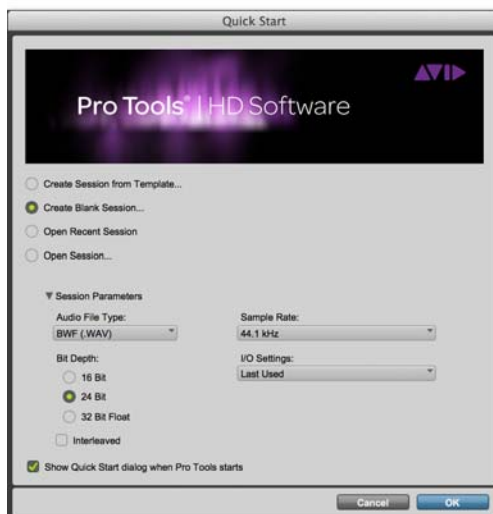 Quick Start
AVID
Pro Tools® | HD Software
Create Session from Template...
Create Blank Session...
Open Recent Session
Open Session...
Session Parameters
Audio File Type:
BWF (.WAV)
Sample Rate:
44.1 kHz
Bit Depth:
16 Bit
24 Bit
32 Bit Float
I/O Settings:
Last Used
Interleaved
Show Quick Start dialog when Pro Tools starts
Cancel
OK